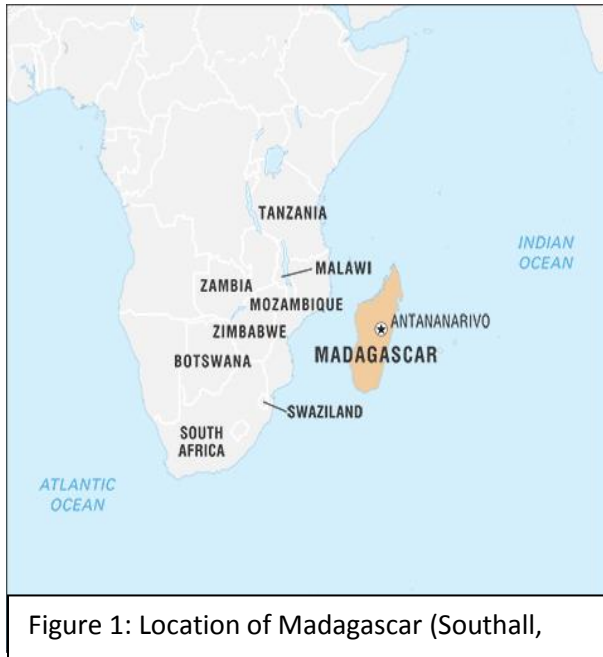 TANZANIA
INDIAN
OCEAN
MALAWI
ZAMBIA
MOZAMBIQUE
ANTANANARIVO
ZIMBABWE
MADAGASCAR
BOTSWANA
SWAZILAND
SOUTH
AFRICA
ATLANTIC
OCEAN
Figure 1: Location of Madagascar (Southall,